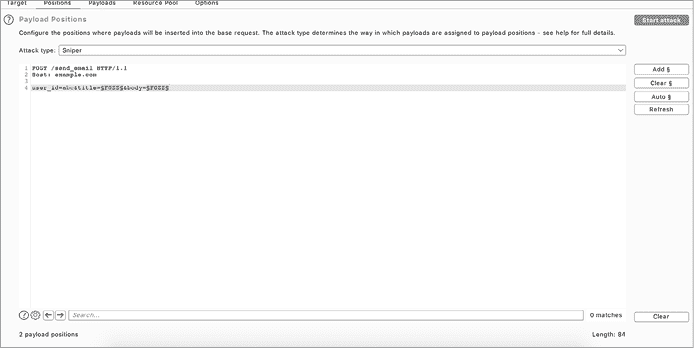 Target Positions Payloads Resource Pool Options
? Payload Positions
Start attack
Configure the positions where payloads will be inserted into the base request. The attack type determines the way in which payloads are assigned to payload positions - see help for full details.
Attack type: Sniper
Add §
Clear §
Auto §
Refresh
1 POST /send_email HTTP/1.1
2 Host: example.com
3
4 user_id=abc&title=§FUZZ§&body=§FUZZ§
? Search... 0 matches Clear
2 payload positions Length: 84